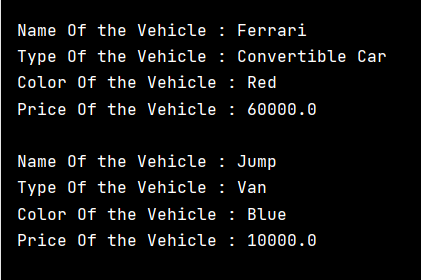 Name Of the Vehicle : Ferrari
Type Of the Vehicle : Convertible Car
Color Of the Vehicle : Red
Price Of the Vehicle : 60000.0
Name Of the Vehicle : Jump
Type Of the Vehicle : Van
Color Of the Vehicle : Blue
Price Of the Vehicle : 10000.0